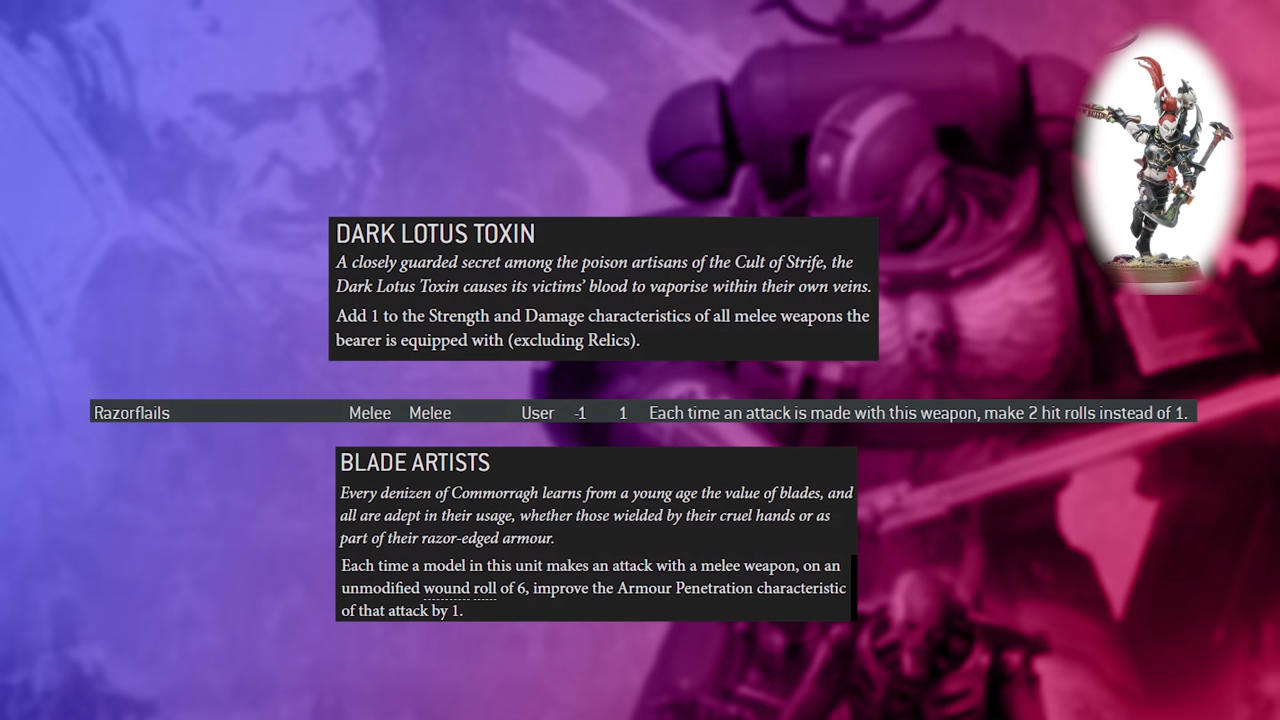 DARK LOTUS TOXIN
A closely guarded secret among the poison artisans of the Cult of Strife, the
Dark Lotus Toxin causes its victims’ blood to vaporise within their own veins.
Add 1 to the Strength and Damage characteristics of all melee weapons the
bearer is equipped with (excluding Relics).
Razorflails Melee Melee User -1 1 Each time an attack is made with this weapon, make 2 hit rolls instead of 1.
BLADE ARTISTS
Every denizen of Commorragh learns from a young age the value of blades, and
all are adept in their usage, whether those wielded by their cruel hands or as
part of their razor-edged armour.
Each time a model in this unit makes an attack with a melee weapon, on an
unmodified wound roll of 6, improve the Armour Penetration characteristic
of that attack by 1.